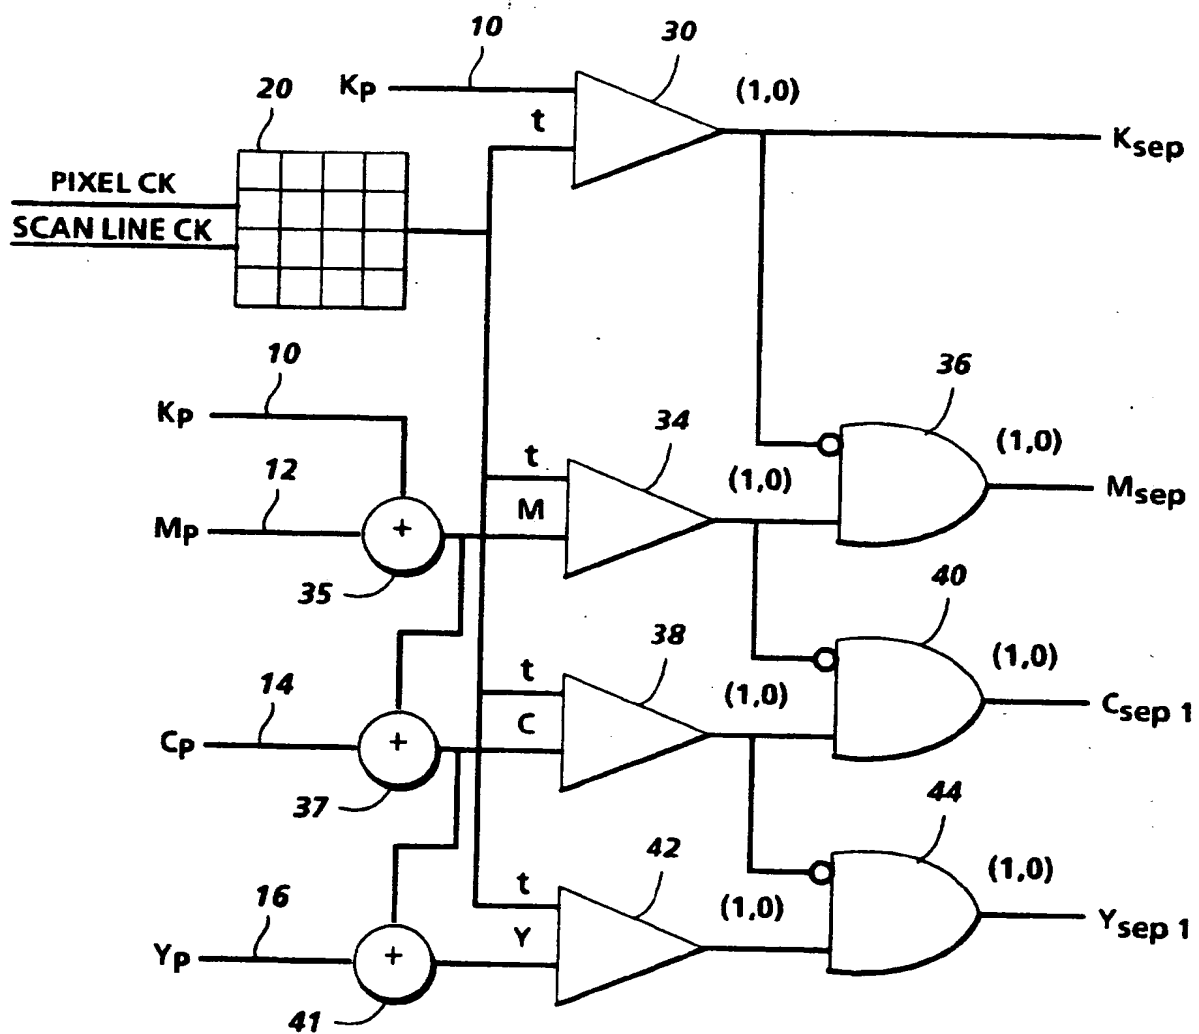 10
30
Kp
(1,0)
20
t
Ksep
PIXEL CK
SCAN LINE CK
10
36
Kp
34
(1,0)
12
t
(1,0)
M
Msep
Mp
+
35
40
38
(1,0)
14
t
(1,0)
C
Csep 1
Cp
+
37
44
42
(1,0)
16
t
(1,0)
Y
Ysep 1
Yp
+
41